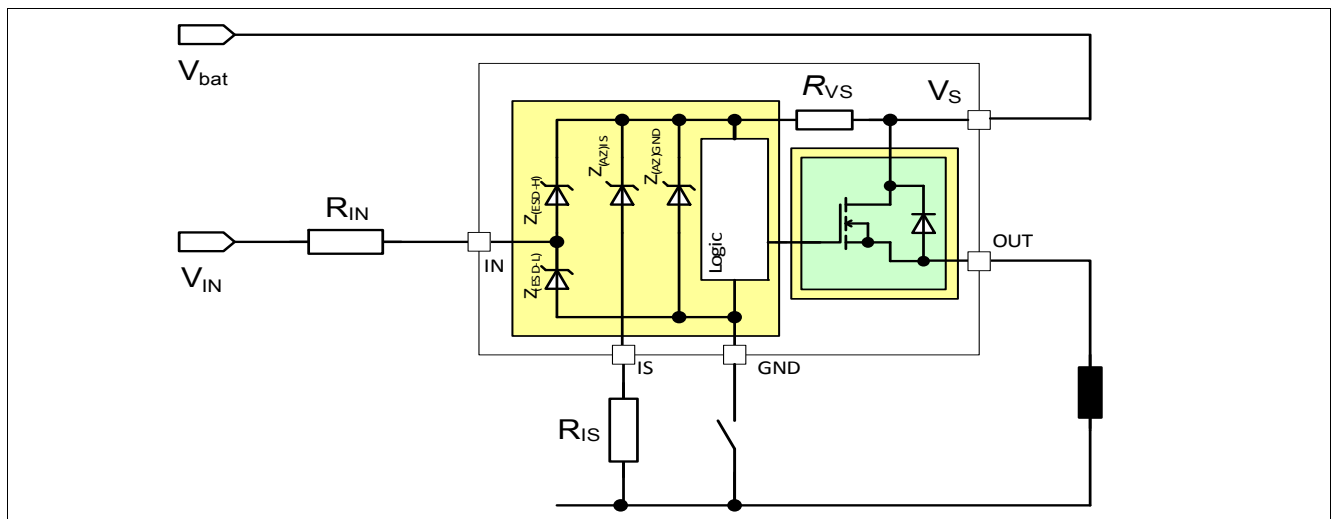 Vbat
RVS
VS
Z(AZ)IS
Z(AZ)GND
Z(ESD-H)
RIN
Logic
OUT
IN
VIN
Z(ESD-L)
IS
GND
RIS